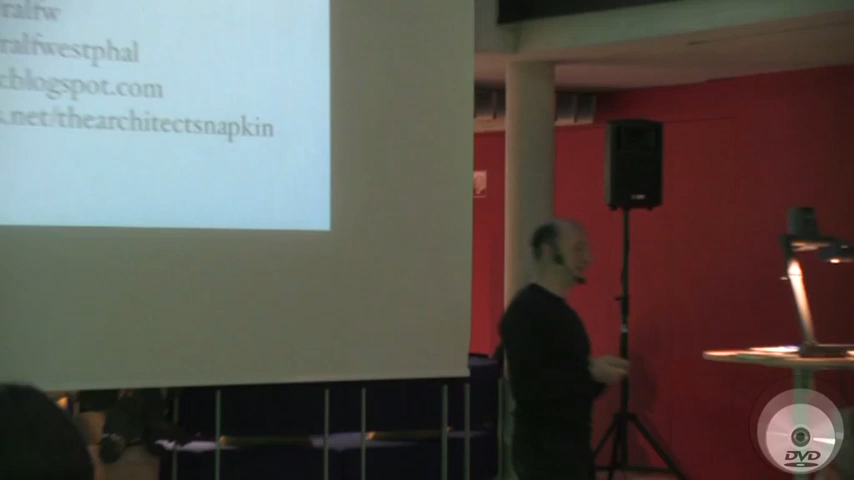 ralfw
ralfwestphal
blogspot.com
s.net/thearchitectsnapkin
DVD